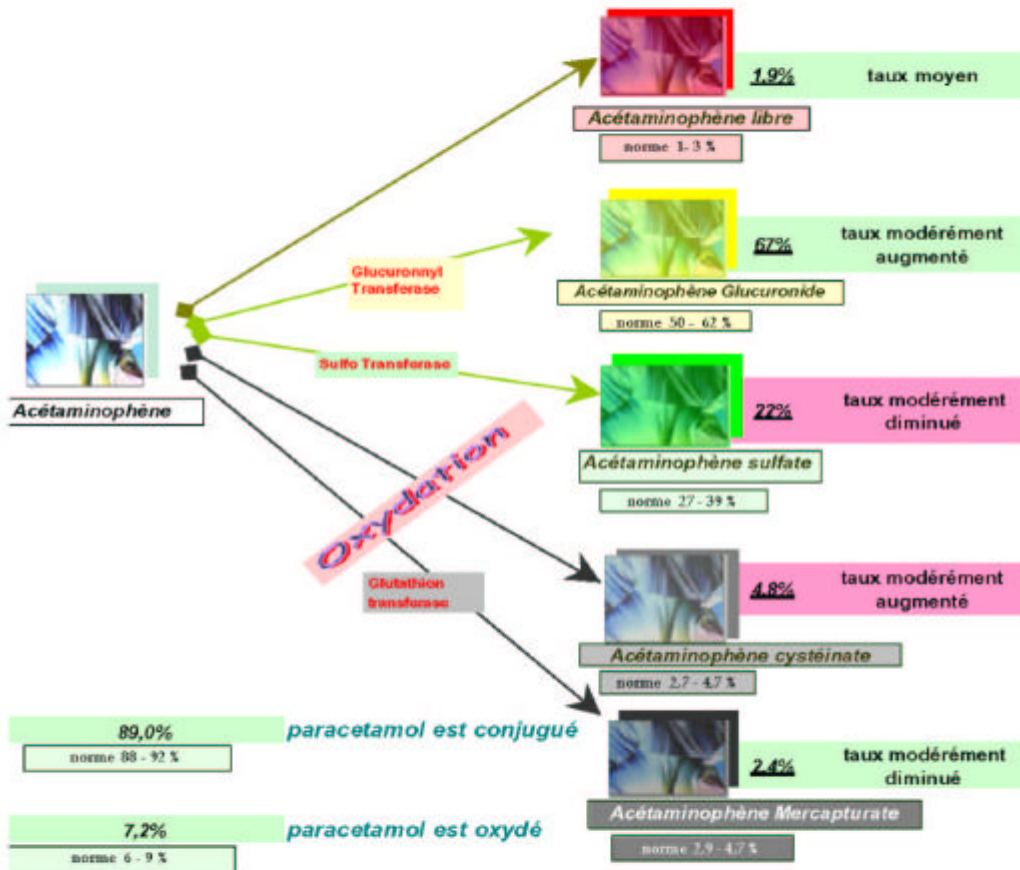 1.9% taux moyen
Acétaminophène libre
norme 1- 3 %
67% taux modérément
augmenté
Glucuronnyl
Transferase
Acétaminophène Glucuronide
norme 50 - 62 %
Sulfo Transferase
22% taux modérément
diminué
Acétaminophène
Acétaminophène sulfate
norme 27 - 39 %
Oxydation
Glutathion
transferase
4.8% taux modérément
augmenté
Acétaminophène cystéinate
norme 2,7 - 4,7 %
89,0% paracetamol est conjugué
norme 88 - 92 %
2.4% taux modérément
diminué
7,2% paracetamol est oxydé
norme 6 - 9 %
Acétaminophène Mercapturate
norme 2,9 - 4,7 %